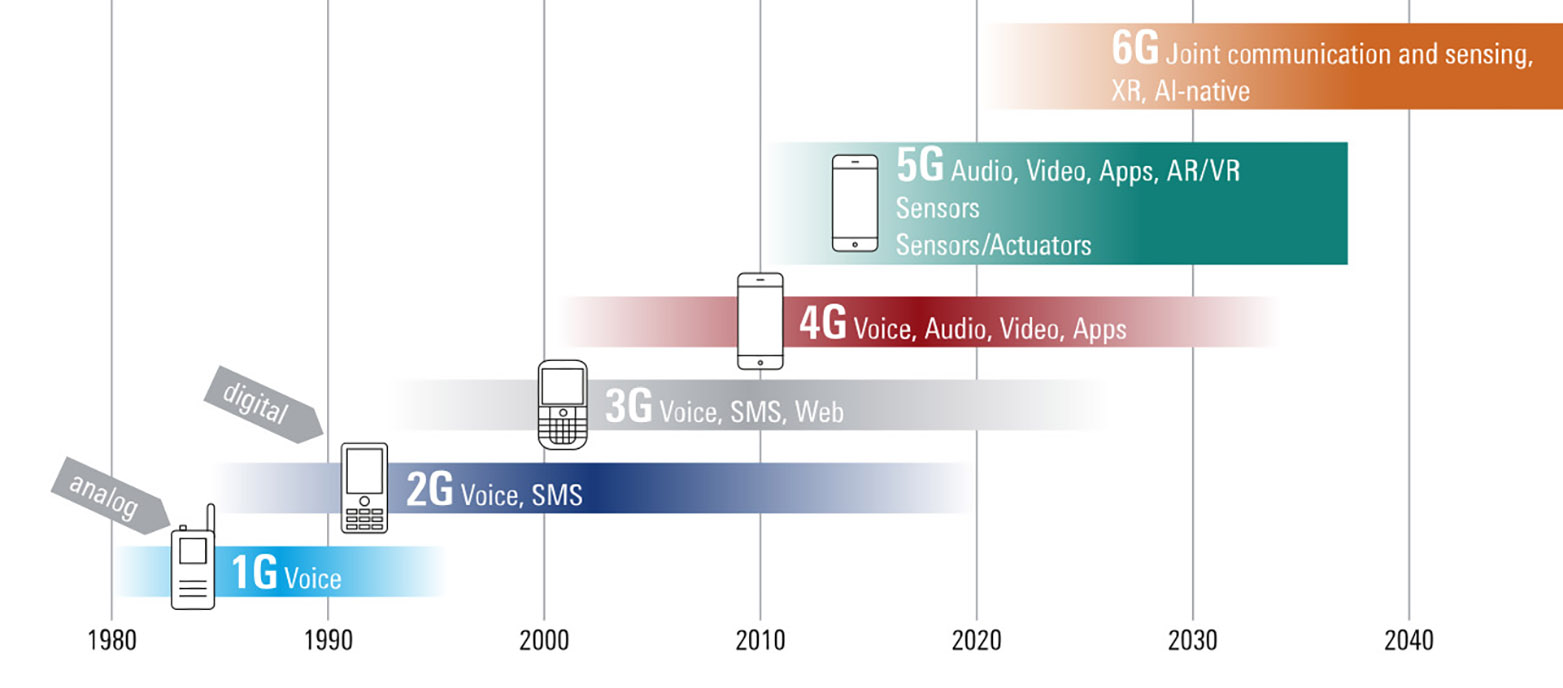 6G Joint communication and sensing,
XR, AI-native
5G Audio, Video, Apps, AR/VR
Sensors
Sensors/Actuators
4G Voice, Audio, Video, Apps
digital
3G Voice, SMS, Web
analog
2G Voice, SMS
1G Voice
1980 1990 2000 2010 2020 2030 2040